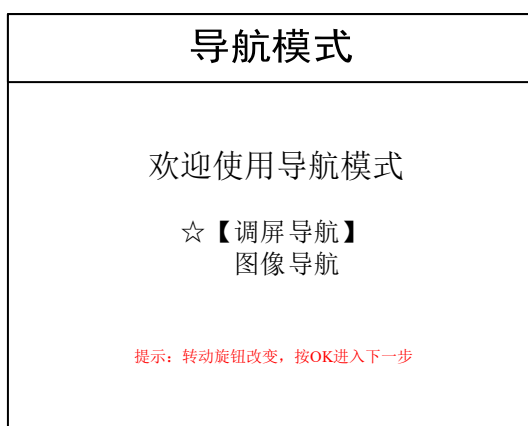 导航模式
欢迎使用导航模式
☆【调屏导航】
图像导航
提示：转动旋钮改变，按OK进入下一步